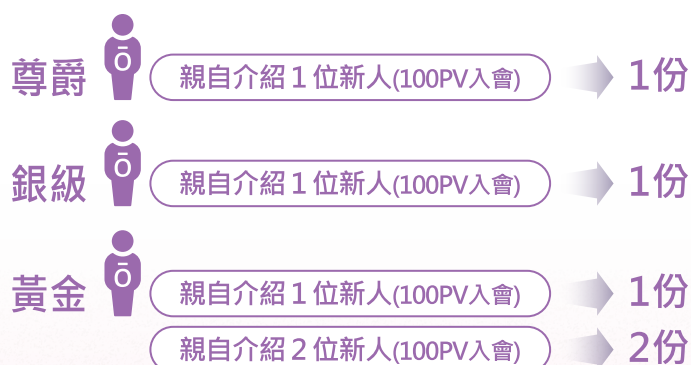 尊爵 ō 親自介紹1位新人(100PV入會) 1份
銀級 ō 親自介紹1位新人(100PV入會) 1份
黃金 ō 親自介紹1位新人(100PV入會) 1份
親自介紹2位新人(100PV入會) 2份